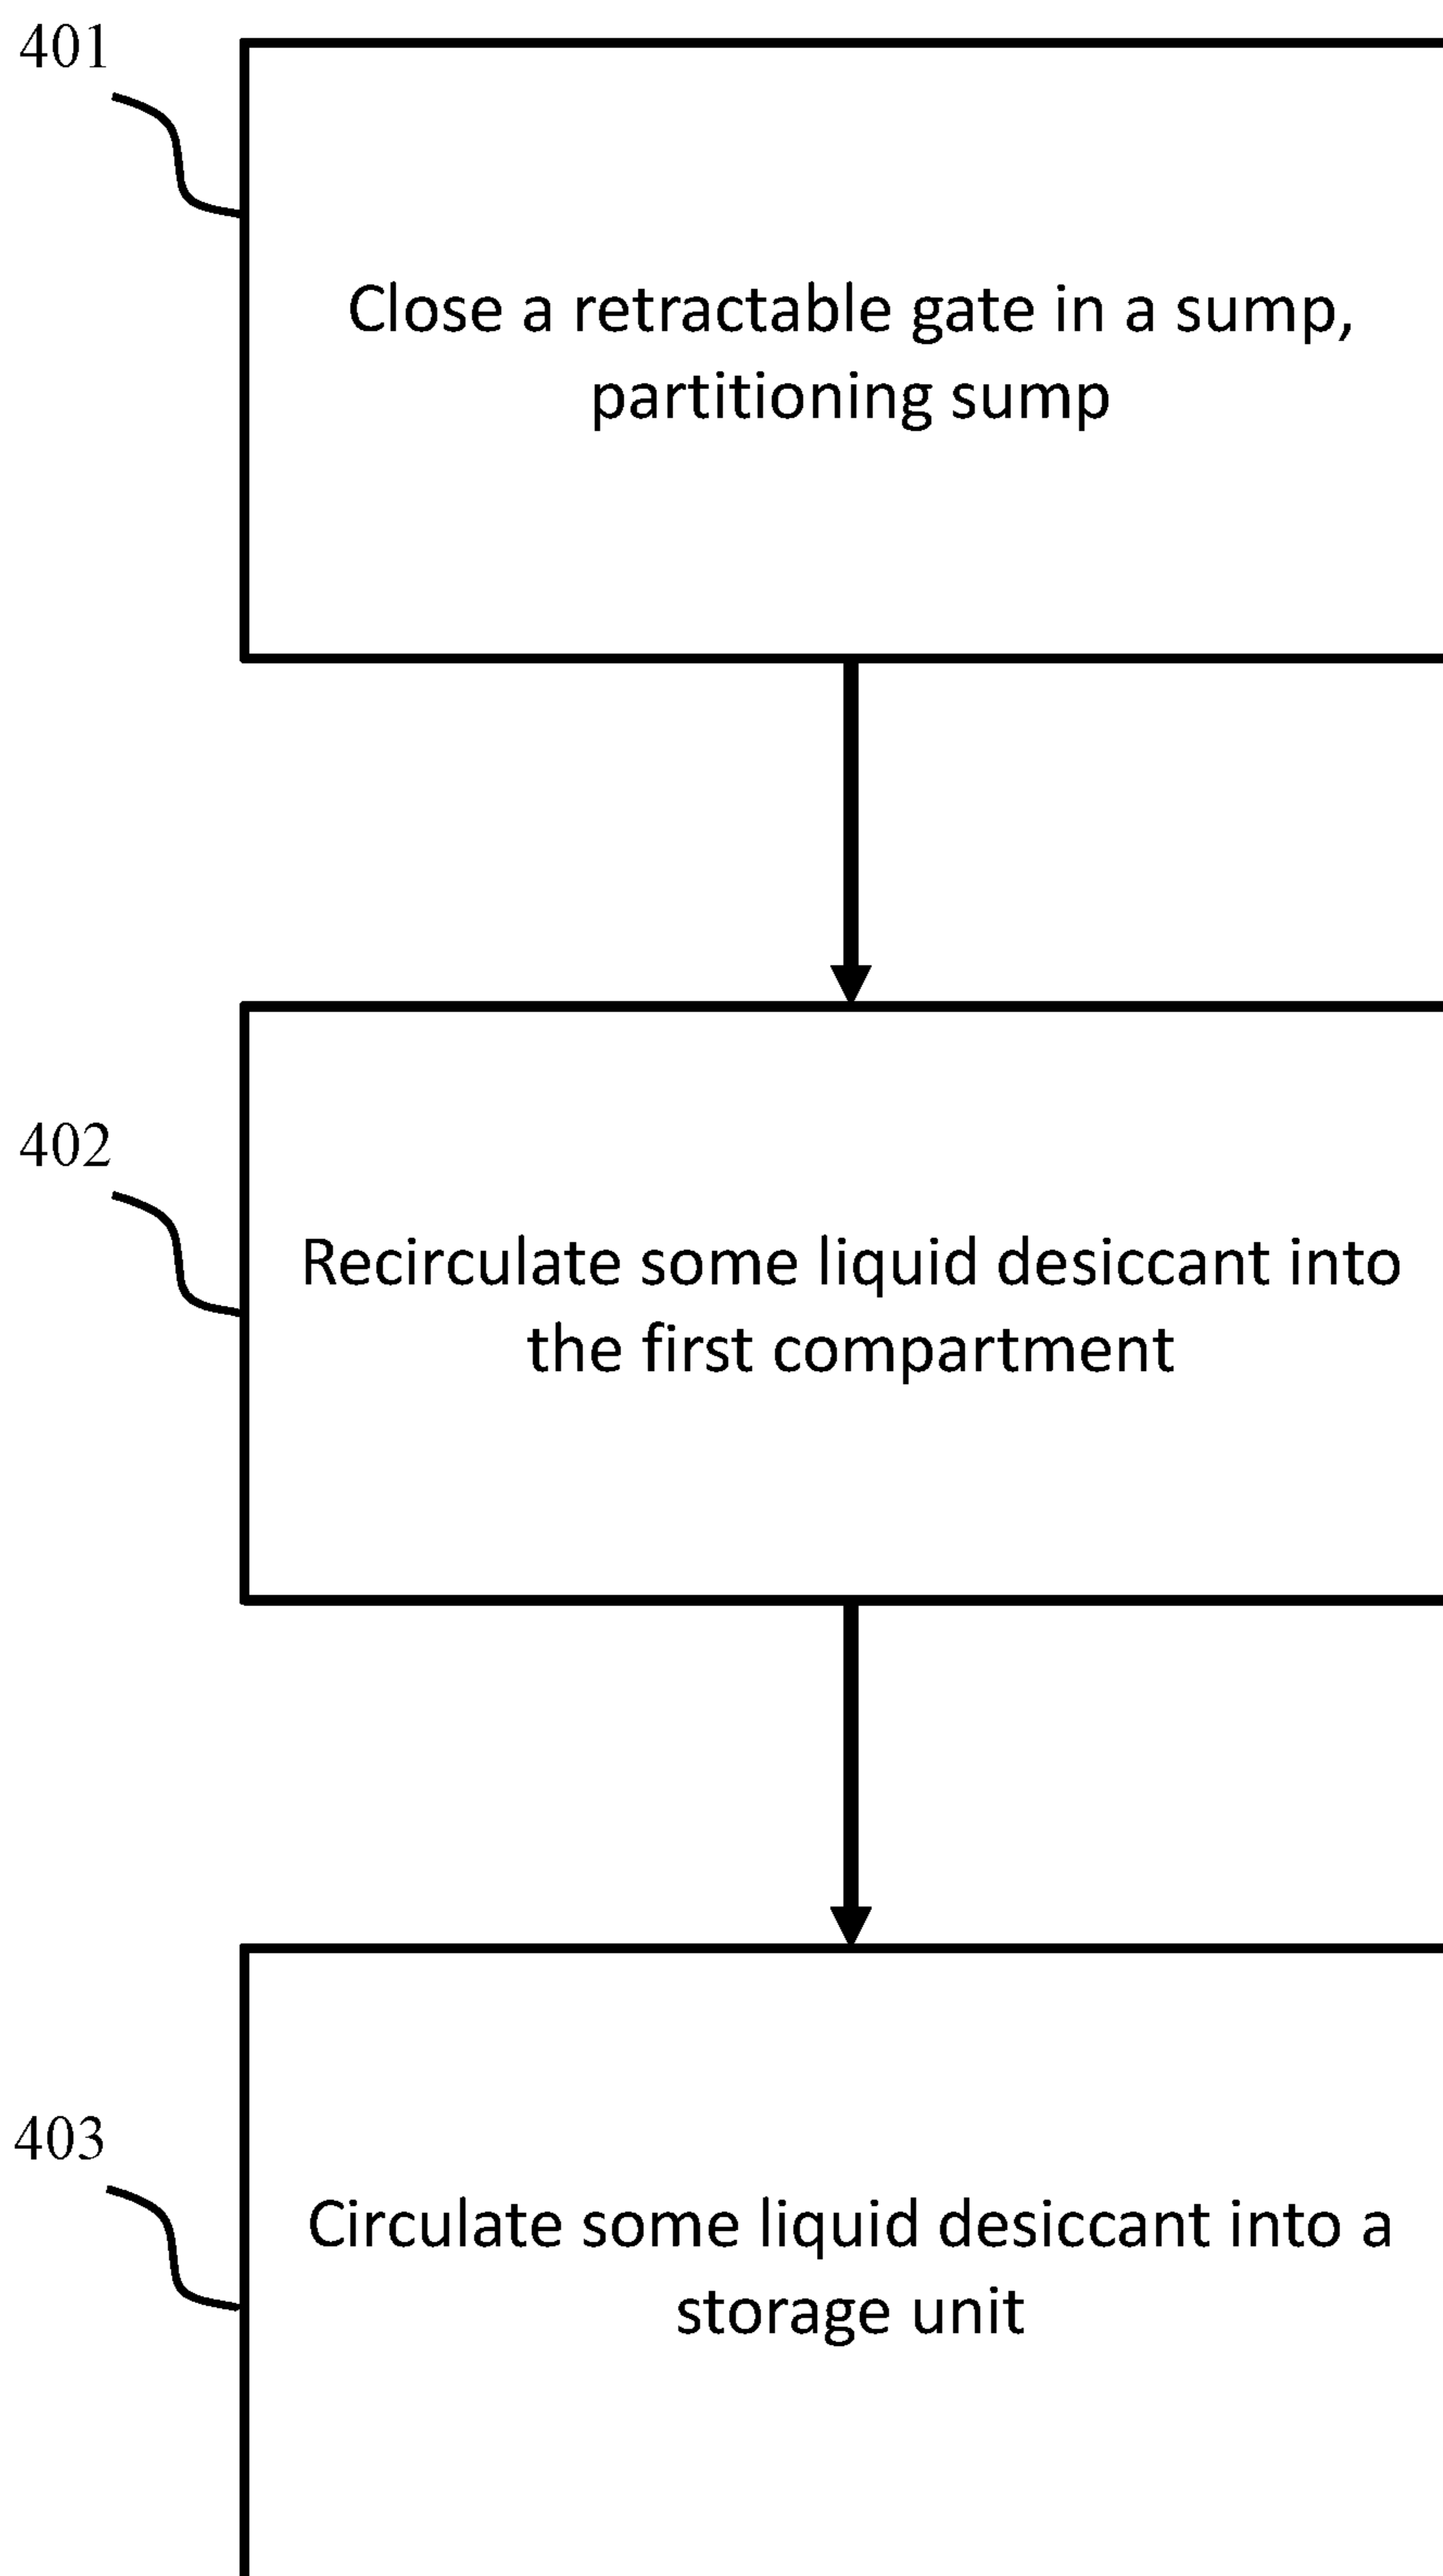 401
Close a retractable gate in a sump,
partitioning sump
402
Recirculate some liquid desiccant into
the first compartment
403
Circulate some liquid desiccant into a
storage unit